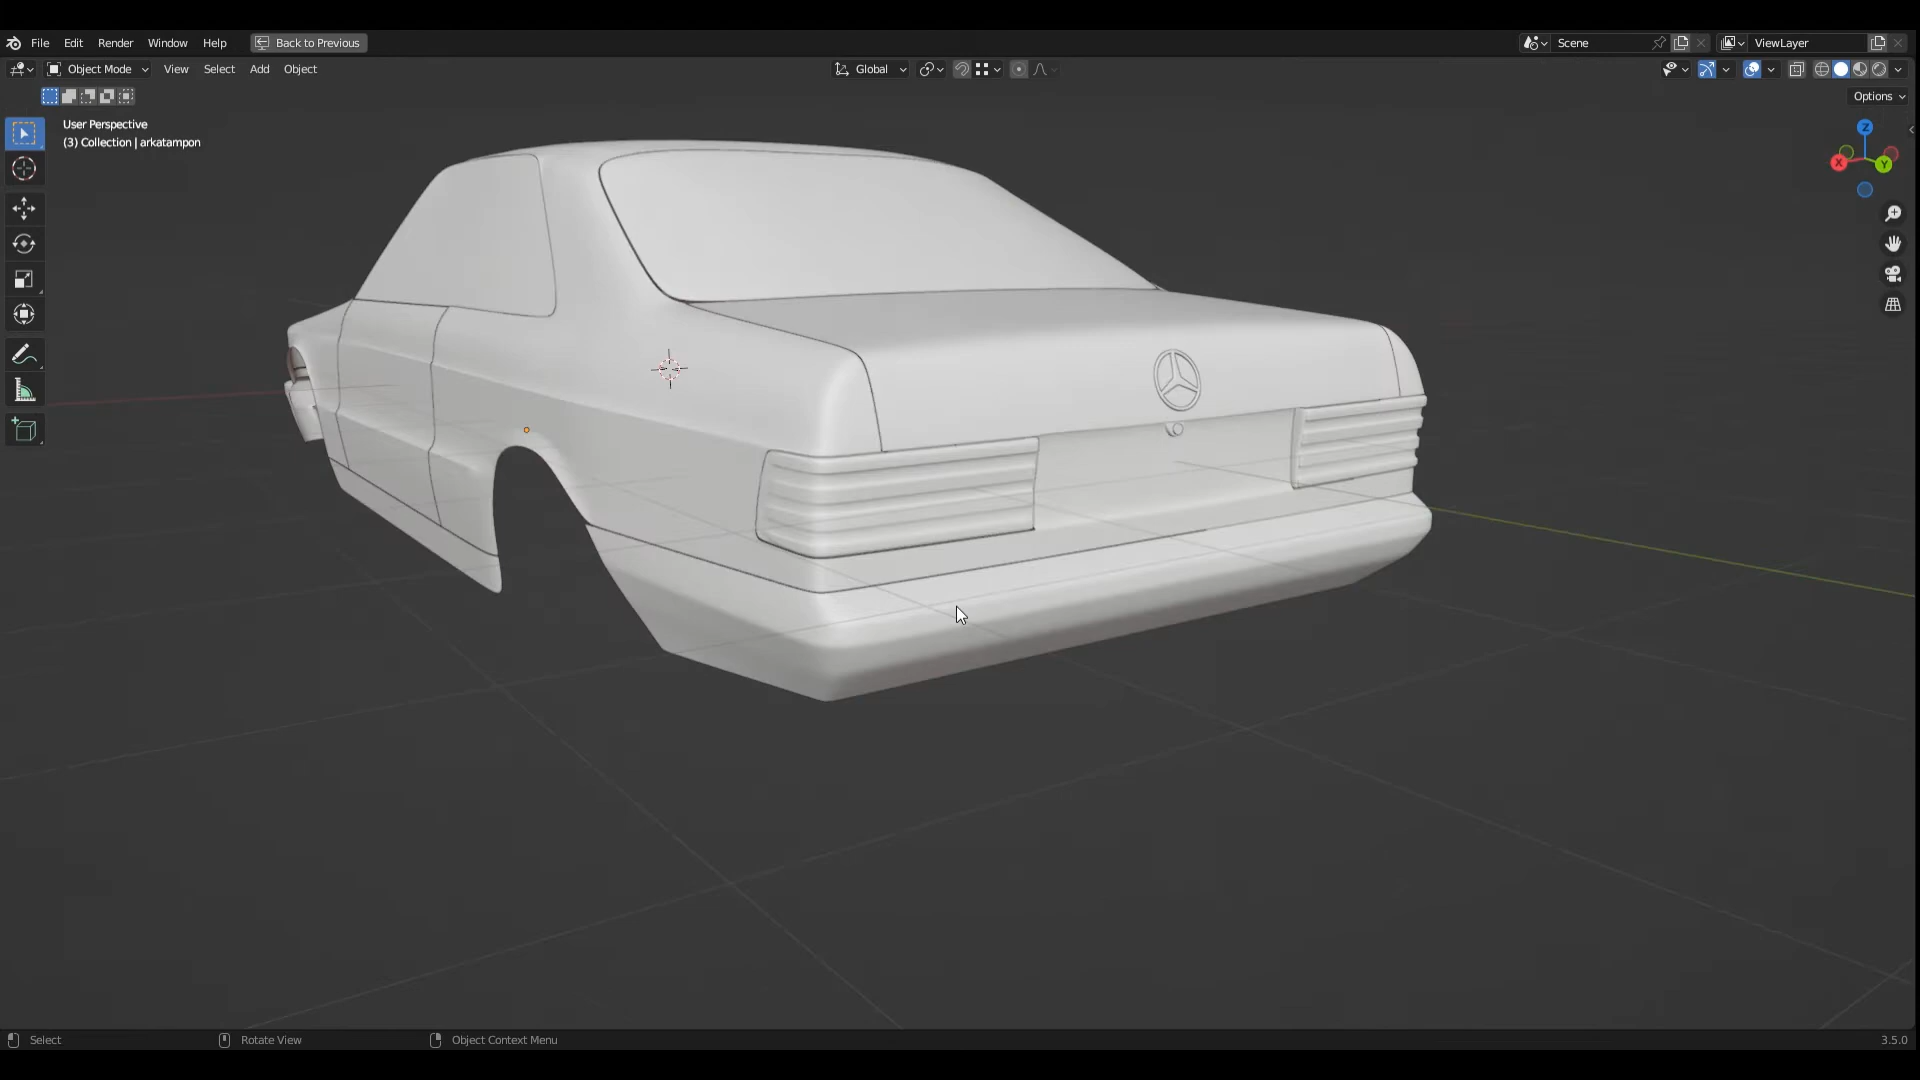 File Edit Render Window Help Back to Previous Scene ViewLayer
Object Mode View Select Add Object Global
Options
User Perspective
(3) Collection | arkatampon
Z
X
Y
Select Rotate View Object Context Menu 3.5.0